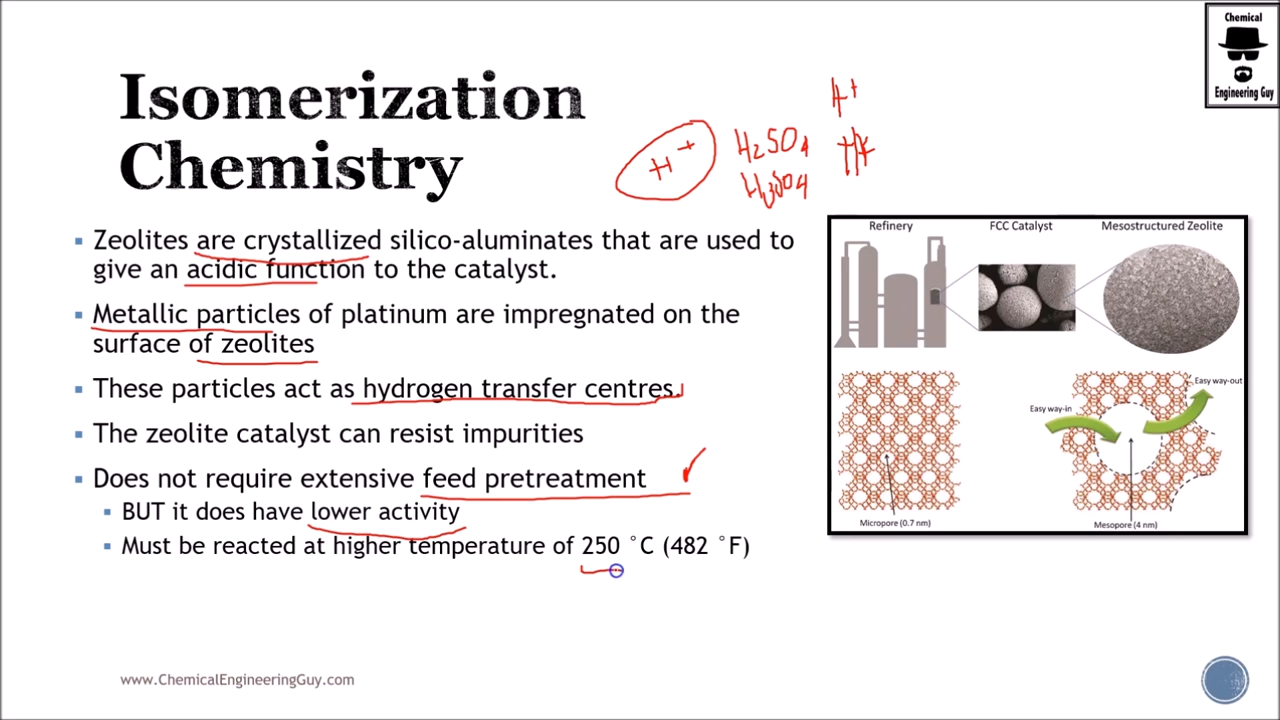 Chemical
Engineering Guy
Isomerization
Chemistry
H+
H2SO4
H3SO4
H+
▪ Zeolites are crystallized silico-aluminates that are used to
give an acidic function to the catalyst.
▪ Metallic particles of platinum are impregnated on the
surface of zeolites
▪ These particles act as hydrogen transfer centres.
▪ The zeolite catalyst can resist impurities
▪ Does not require extensive feed pretreatment
▪ BUT it does have lower activity
▪ Must be reacted at higher temperature of 250 °C (482 °F)
Refinery
FCC Catalyst
Mesostructured Zeolite
Easy way-in
Easy way-out
Micropore (0.7 nm)
Mesopore (4 nm)
www.ChemicalEngineeringGuy.com